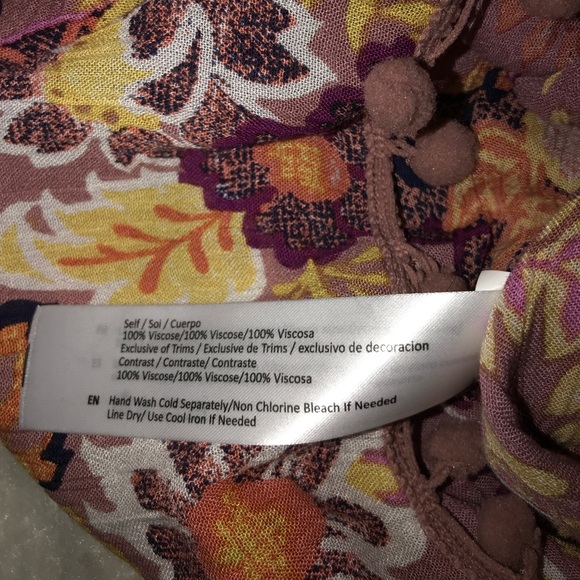 Self / Soi / Cuerpo
100% Viscose/100% Viscose/100% Viscosa
Exclusive of Trims / Exclusive de Trims / exclusivo de decoracion
Contrast / Contraste/ Contraste
100% Viscose/100% Viscose/100% Viscosa
EN Hand Wash Cold Separately/Non Chlorine Bleach If Needed
Line Dry/ Use Cool Iron If Needed